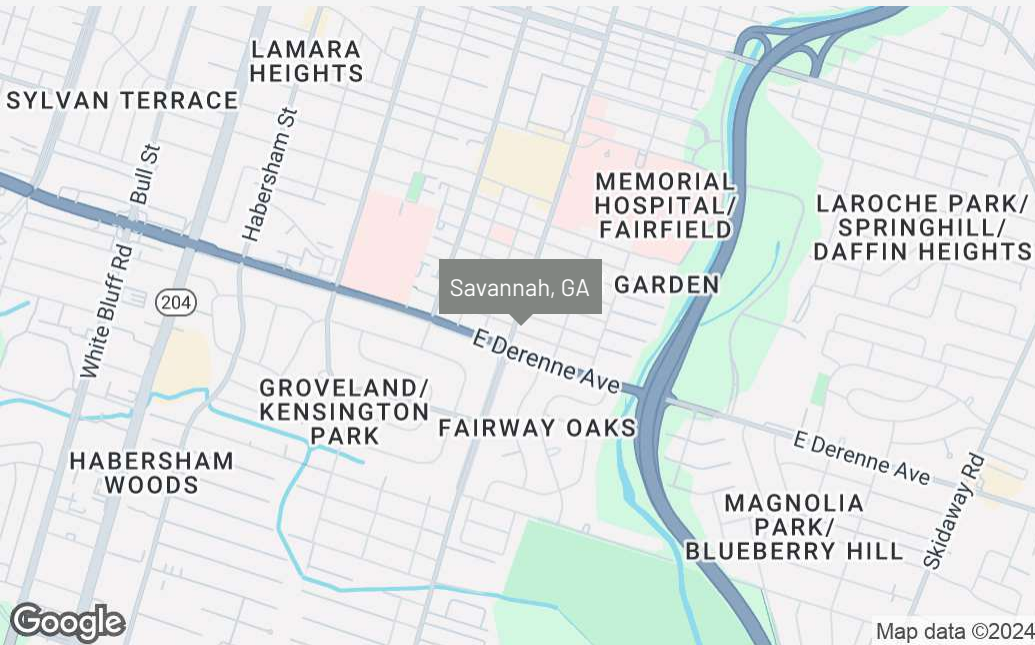 LAMARA
HEIGHTS
SYLVAN TERRACE
Habersham St
Bull St
MEMORIAL
HOSPITAL/
FAIRFIELD
LAROCHE PARK/
SPRINGHILL/
DAFFIN HEIGHTS
White Bluff Rd
204
Savannah, GA
GARDEN
E Derenne Ave
GROVELAND/
KENSINGTON
PARK
FAIRWAY OAKS
E Derenne Ave
HABERSHAM
WOODS
Skidaway Rd
MAGNOLIA
PARK/
BLUEBERRY HILL
Google
Map data ©2024